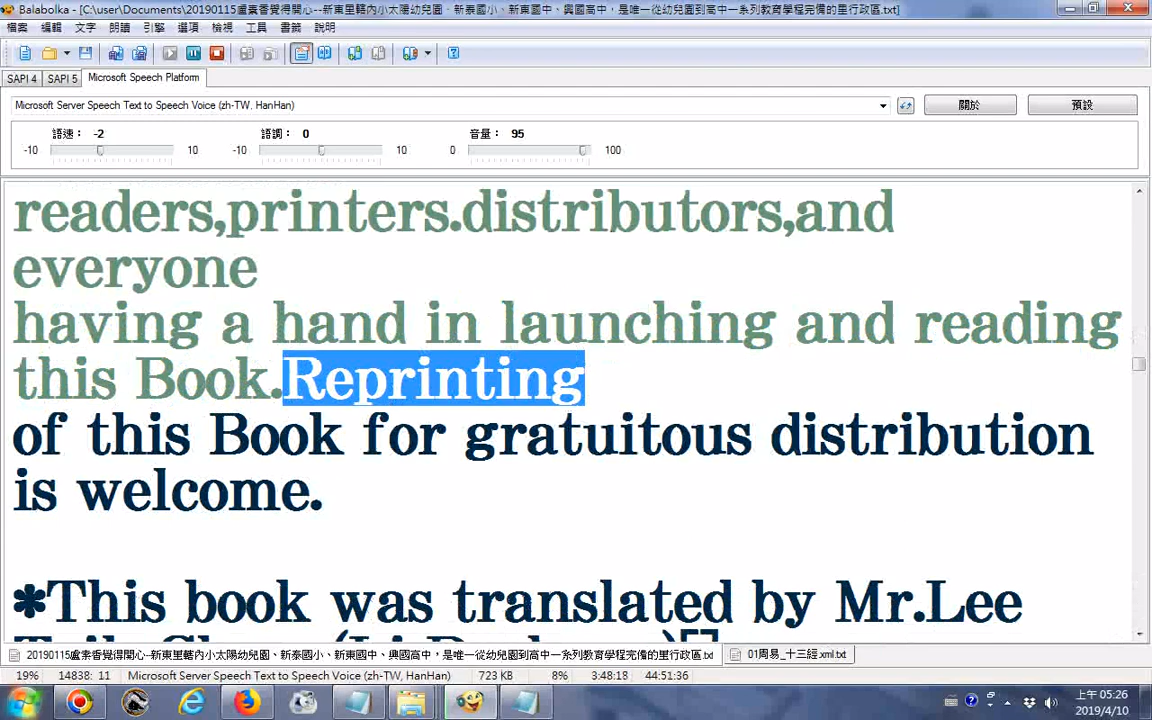 Balabolka - [C:\user\Documents\20190115盧素香覺得開心--新東里轄內小太陽幼兒園、新泰國小、新東國中、興國高中，是唯一從幼兒園到高中一系列教育學程完備的里行政區.txt]
檔案 編輯 文字 朗讀 引擎 選項 檢視 工具 書籤 說明
SAPI 4 SAPI 5 Microsoft Speech Platform
Microsoft Server Speech Text to Speech Voice (zh-TW, HanHan) 關於 預設
語速： -2 語調： 0 音量： 95
-10 10 -10 10 0 100
readers,printers.distributors,and
everyone
having a hand in launching and reading
this Book.Reprinting
of this Book for gratuitous distribution
is welcome.
*This book was translated by Mr.Lee
20190115盧素香覺得開心--新東里轄內小太陽幼兒園、新泰國小、新東國中、興國高中，是唯一從幼兒園到高中一系列教育學程完備的里行政區.txt 01周易_十三經.xml.txt
19% 14838: 11 Microsoft Server Speech Text to Speech Voice (zh-TW, HanHan) 723 KB 8% 3:48:18 44:51:36
上午 05:26
2019/4/10